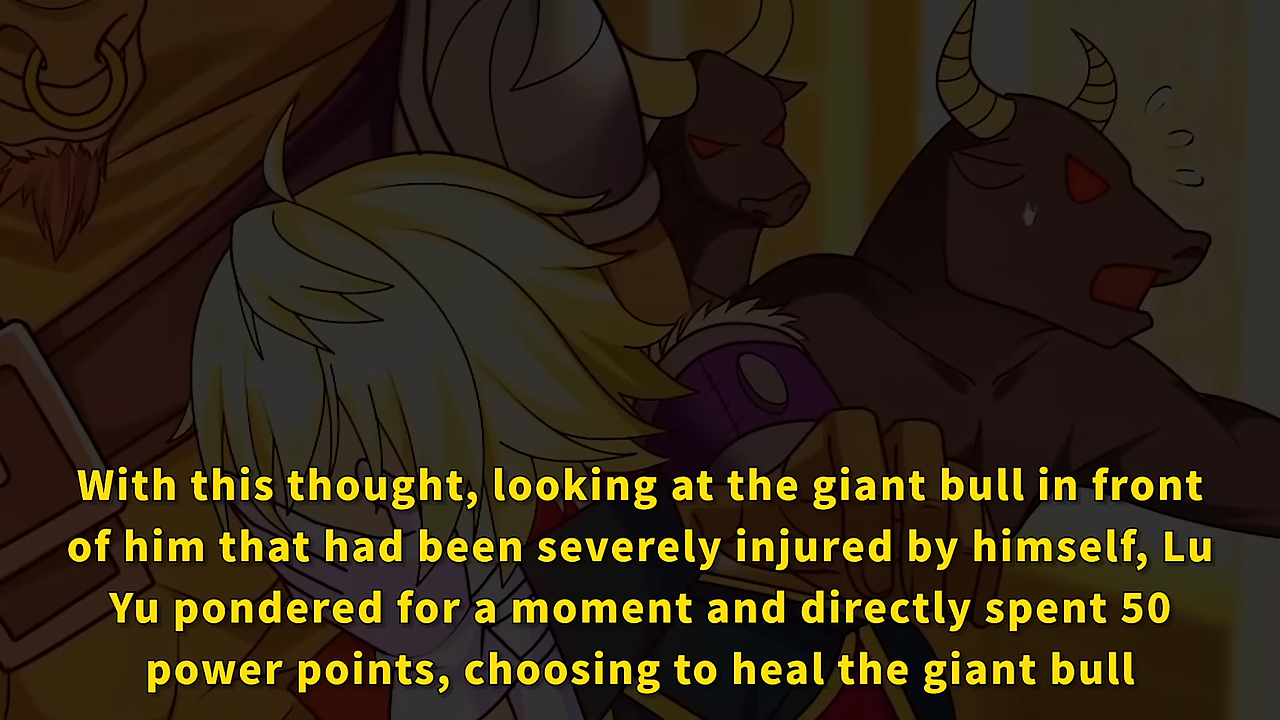 With this thought, looking at the giant bull in front
of him that had been severely injured by himself, Lu
Yu pondered for a moment and directly spent 50
power points, choosing to heal the giant bull